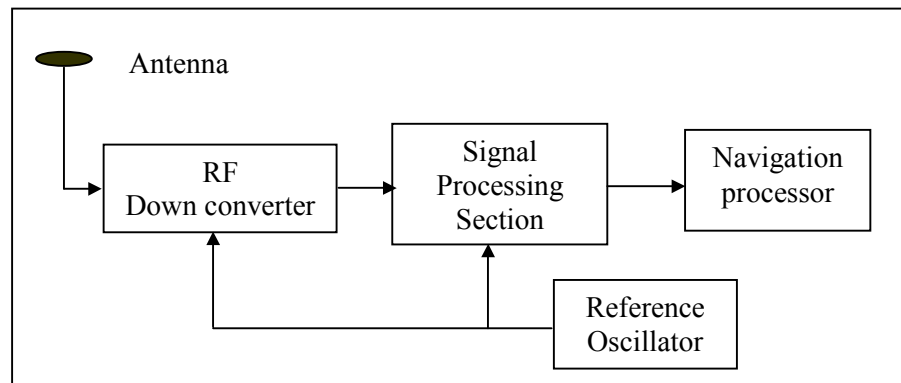 Antenna
RF
Down converter
Signal
Processing
Section
Navigation
processor
Reference
Oscillator